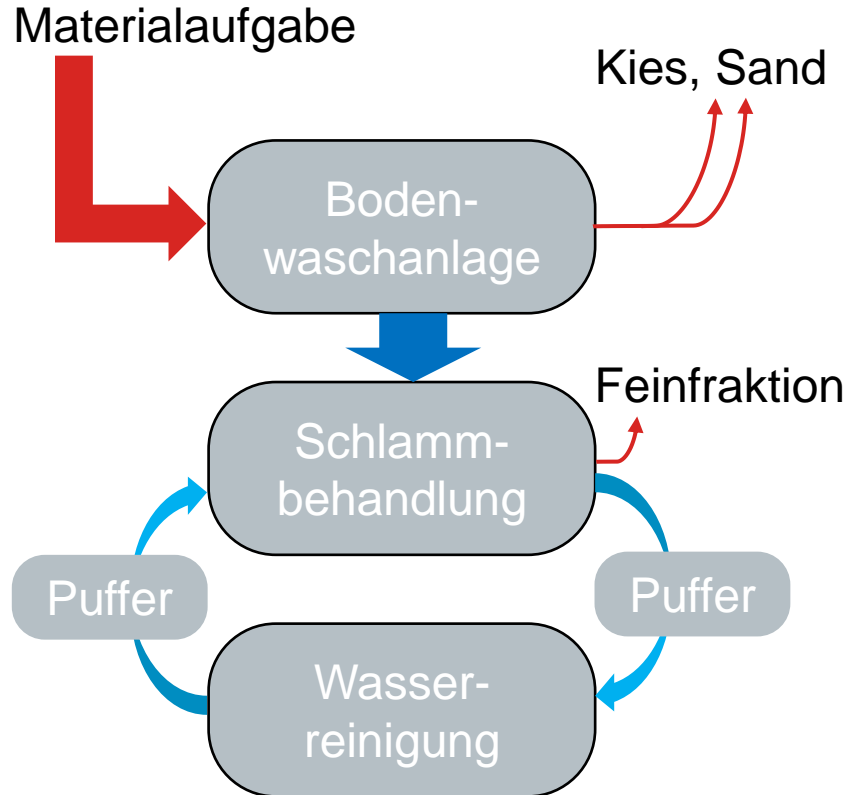 Materialaufgabe
Kies, Sand
Boden-
waschanlage
Feinfraktion
Schlamm-
behandlung
Puffer
Puffer
Wasser-
reinigung